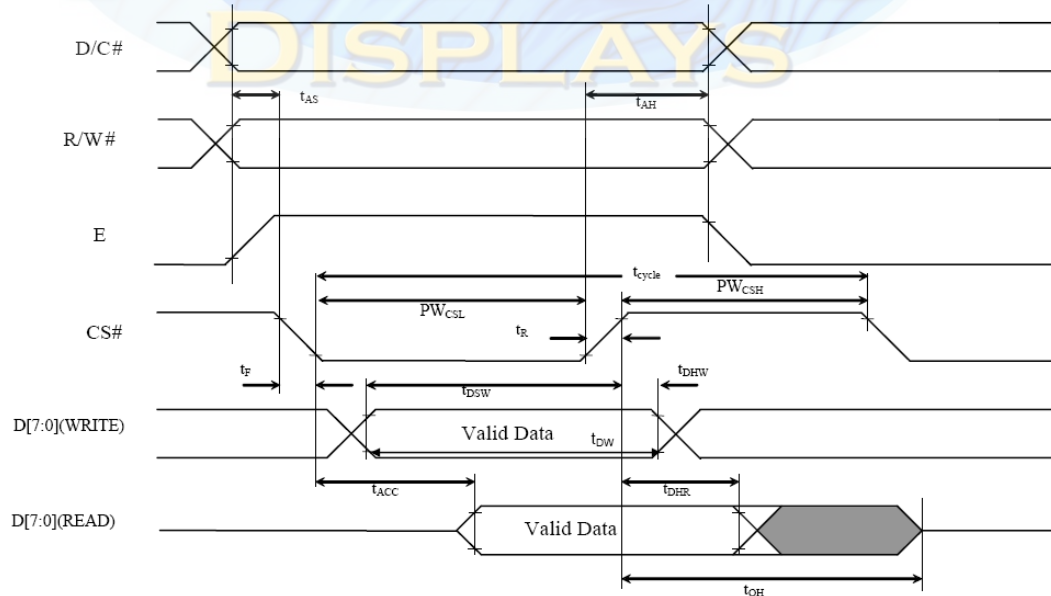 DISPLAYS
D/C#
tAS
tAH
R/W#
E
tcycle
PWCSL
PWCSH
CS#
tR
tF
tDSW
tDHW
D[7:0](WRITE)
Valid Data
tDW
tACC
tDHR
D[7:0](READ)
Valid Data
tOH